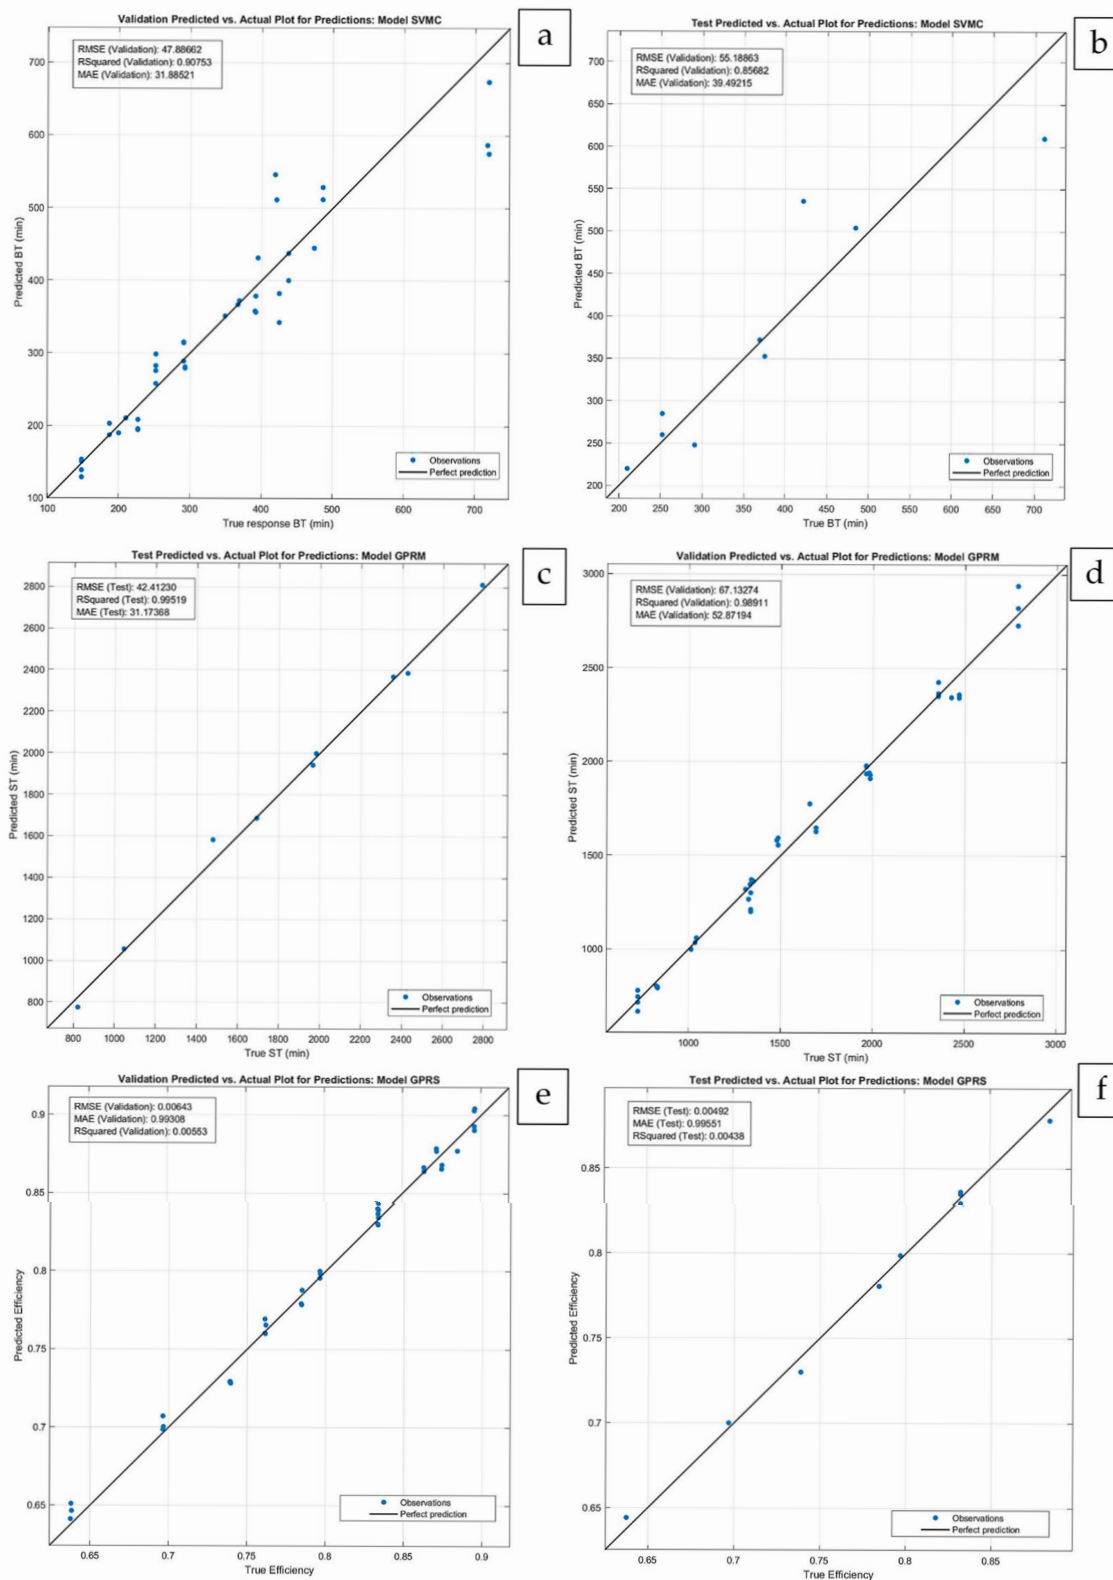 Validation Predicted vs. Actual Plot for Predictions: Model SVMC
a
RMSE (Validation): 47.88662
RSquared (Validation): 0.90753
MAE (Validation): 31.88521
700
600
500
400
300
200
100
Predicted BT (min)
Observations
Perfect prediction
100 200 300 400 500 600 700
True response BT (min)
Test Predicted vs. Actual Plot for Predictions: Model SVMC
b
RMSE (Validation): 55.18863
RSquared (Validation): 0.85682
MAE (Validation): 39.49215
700
650
600
550
500
450
400
350
300
250
200
Predicted BT (min)
Observations
Perfect prediction
200 250 300 350 400 450 500 550 600 650 700
True BT (min)
Test Predicted vs. Actual Plot for Predictions: Model GPRM
c
RMSE (Test): 42.41230
RSquared (Test): 0.99519
MAE (Test): 31.17368
2800
2600
2400
2200
2000
1800
1600
1400
1200
1000
800
Predicted ST (min)
Observations
Perfect prediction
800 1000 1200 1400 1600 1800 2000 2200 2400 2600 2800
True ST (min)
Validation Predicted vs. Actual Plot for Predictions: Model GPRM
d
RMSE (Validation): 67.13274
RSquared (Validation): 0.98911
MAE (Validation): 52.87194
3000
2500
2000
1500
1000
Predicted ST (min)
Observations
Perfect prediction
1000 1500 2000 2500 3000
True ST (min)
Validation Predicted vs. Actual Plot for Predictions: Model GPRS
e
RMSE (Validation): 0.00643
MAE (Validation): 0.99308
RSquared (Validation): 0.00553
0.9
0.85
0.8
0.75
0.7
0.65
Predicted Efficiency
Observations
Perfect prediction
0.65 0.7 0.75 0.8 0.85 0.9
True Efficiency
Test Predicted vs. Actual Plot for Predictions: Model GPRS
f
RMSE (Test): 0.00492
MAE (Test): 0.99551
RSquared (Test): 0.00438
0.85
0.8
0.75
0.7
0.65
Predicted Efficiency
Observations
Perfect prediction
0.65 0.7 0.75 0.8 0.85
True Efficiency